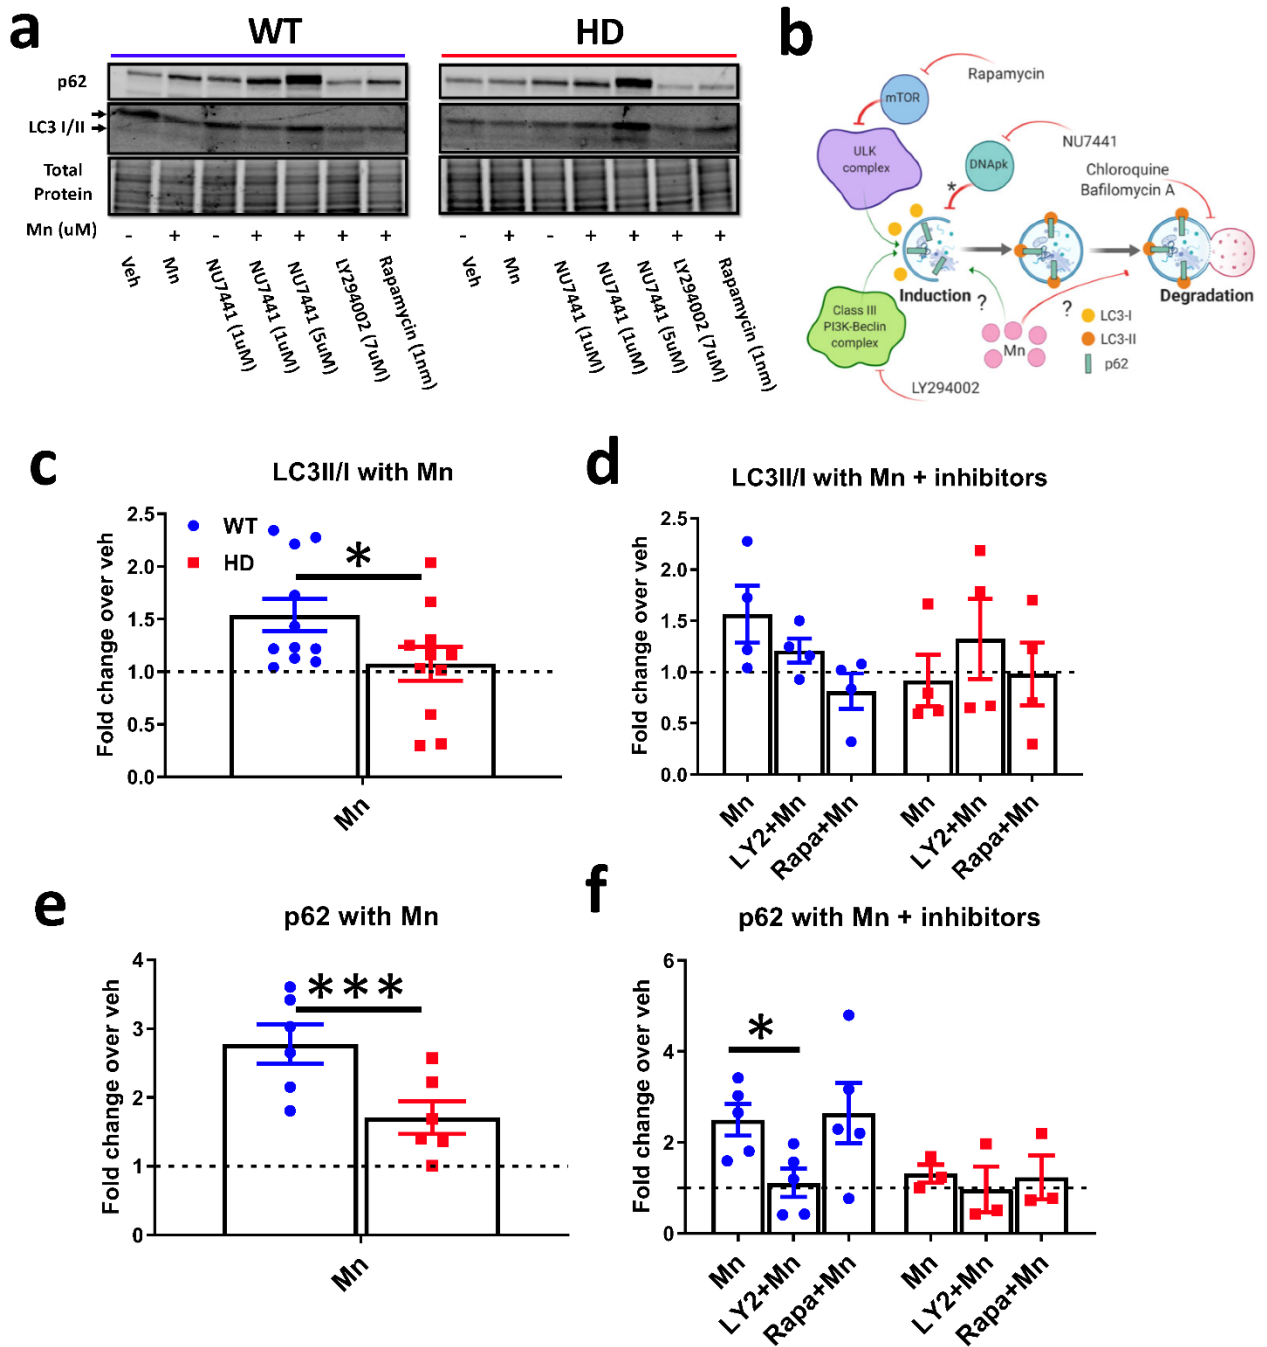 a
WT
HD
p62
LC3 I/II
Total
Protein
Mn (uM)
- + - + + + +
- + - + + + +
Veh
Mn
NU7441 (1uM)
NU7441 (1uM)
NU7441 (5uM)
LY294002 (7uM)
Rapamycin (1nm)
Veh
Mn
NU7441 (1uM)
NU7441 (1uM)
NU7441 (5uM)
LY294002 (7uM)
Rapamycin (1nm)
b
Rapamycin
mTOR
NU7441
ULK
complex
DNApk
*
Chloroquine
Bafilomycin A
Induction
Degradation
?
?
Class III
PI3K-Beclin
complex
Mn
LC3-I
LC3-II
p62
LY294002
c
LC3II/I with Mn
Fold change over veh
2.5
2.0
1.5
1.0
0.5
0.0
WT
HD
*
Mn
d
LC3II/I with Mn + inhibitors
Fold change over veh
2.5
2.0
1.5
1.0
0.5
0.0
Mn
LY2+Mn
Rapa+Mn
Mn
LY2+Mn
Rapa+Mn
e
p62 with Mn
Fold change over veh
4
3
2
1
0
***
Mn
f
p62 with Mn + inhibitors
Fold change over veh
6
4
2
0
*
Mn
LY2+Mn
Rapa+Mn
Mn
LY2+Mn
Rapa+Mn